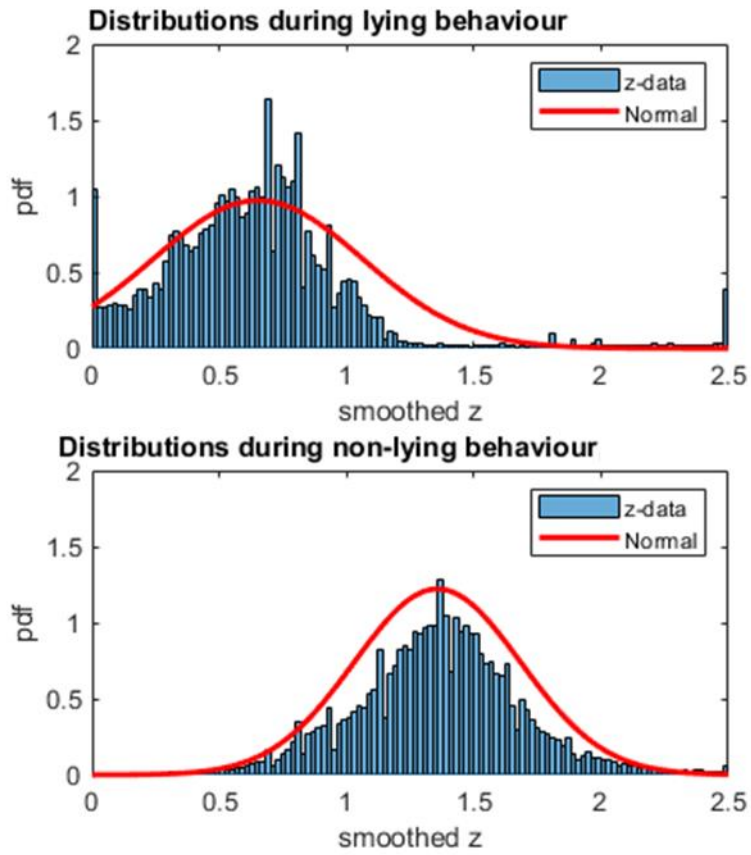 Distributions during lying behaviour
2
1.5
1
0.5
0
pdf
z-data
Normal
0 0.5 1 1.5 2 2.5
smoothed z
Distributions during non-lying behaviour
2
1.5
1
0.5
0
pdf
z-data
Normal
0 0.5 1 1.5 2 2.5
smoothed z